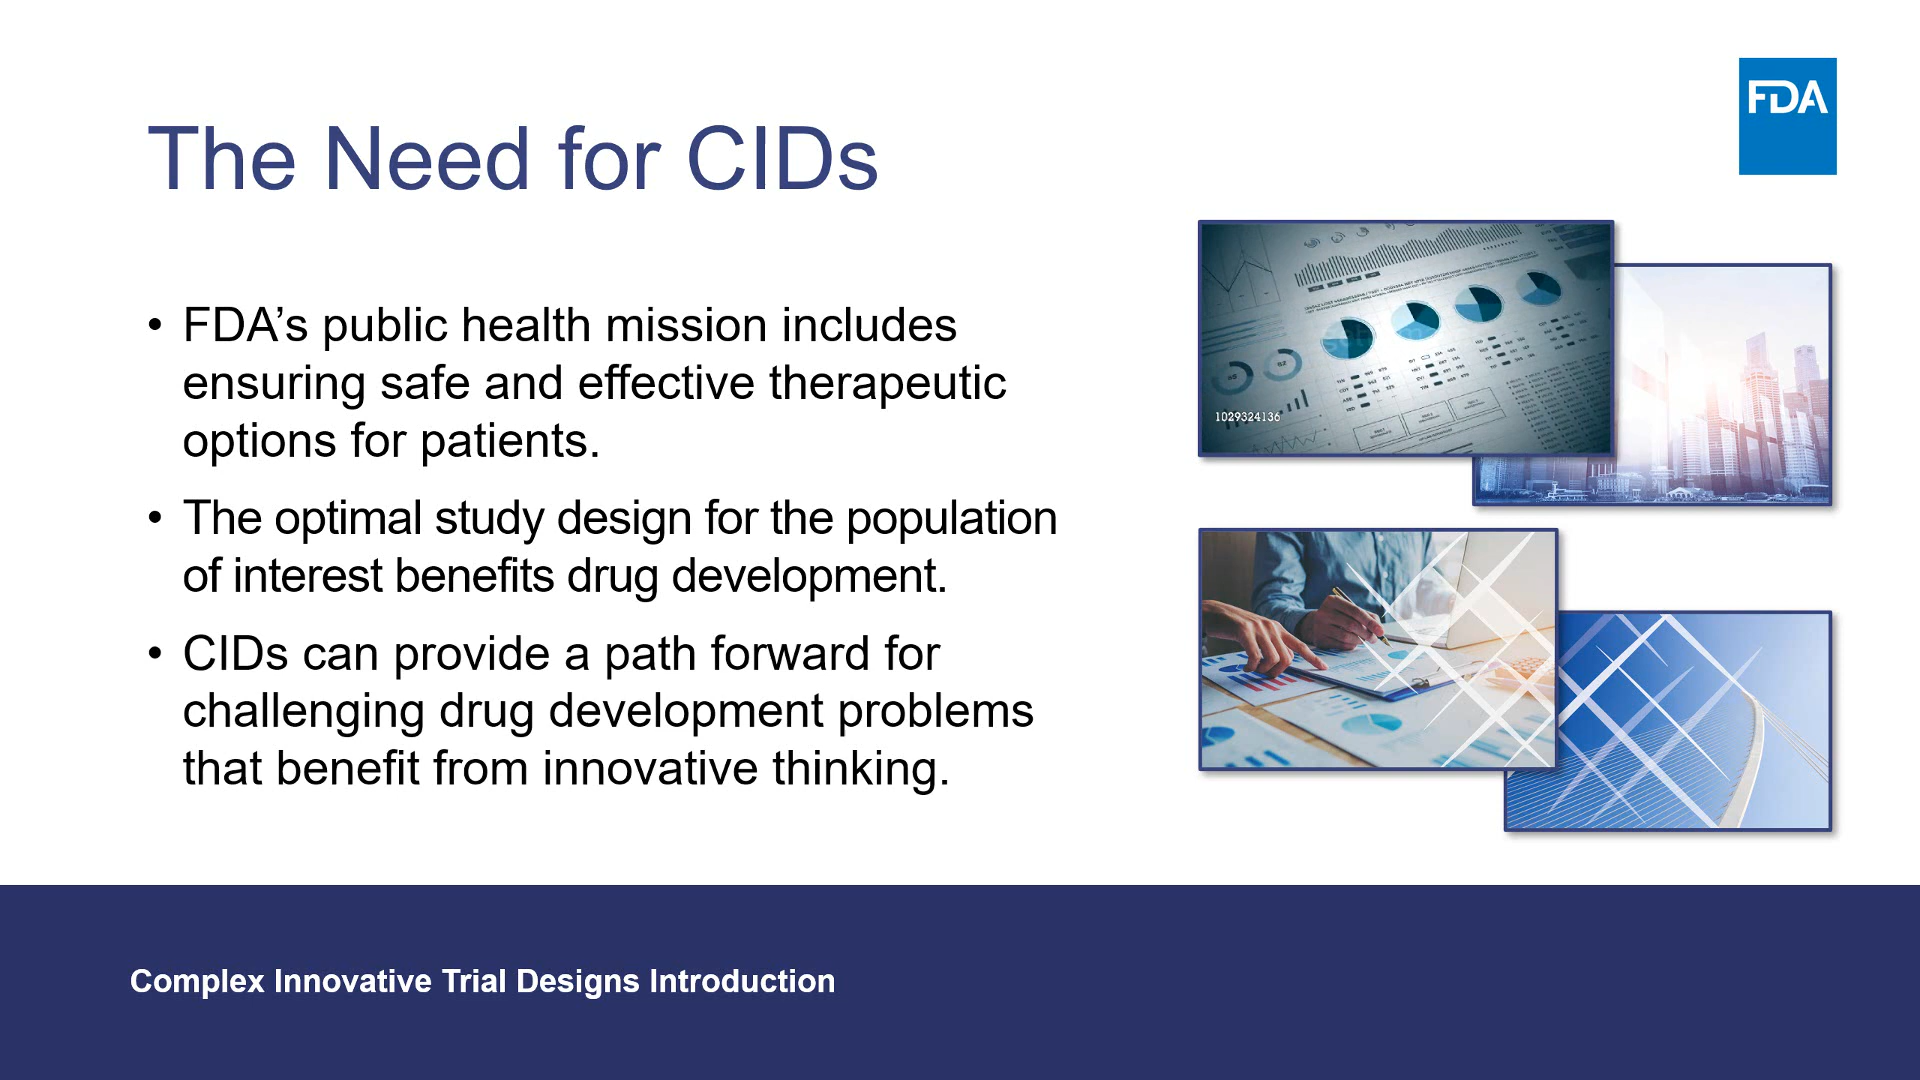 FDA
The Need for CIDs
• FDA’s public health mission includes
ensuring safe and effective therapeutic
options for patients.
• The optimal study design for the population
of interest benefits drug development.
• CIDs can provide a path forward for
challenging drug development problems
that benefit from innovative thinking.
1029324136
Complex Innovative Trial Designs Introduction